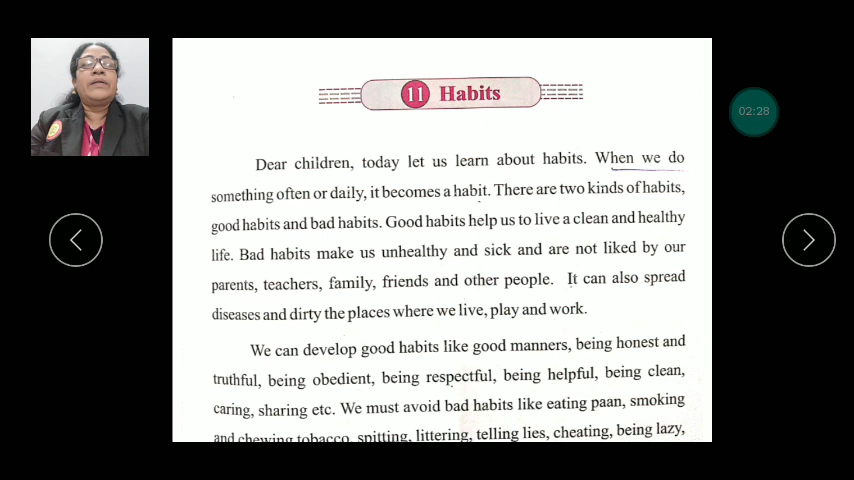 11 Habits
02:28
Dear children, today let us learn about habits. When we do
something often or daily, it becomes a habit. There are two kinds of habits,
good habits and bad habits. Good habits help us to live a clean and healthy
life. Bad habits make us unhealthy and sick and are not liked by our
parents, teachers, family, friends and other people. It can also spread
diseases and dirty the places where we live, play and work.
We can develop good habits like good manners, being honest and
truthful, being obedient, being respectful, being helpful, being clean,
caring, sharing etc. We must avoid bad habits like eating paan, smoking
and chewing tobacco, spitting, littering, telling lies, cheating, being lazy,